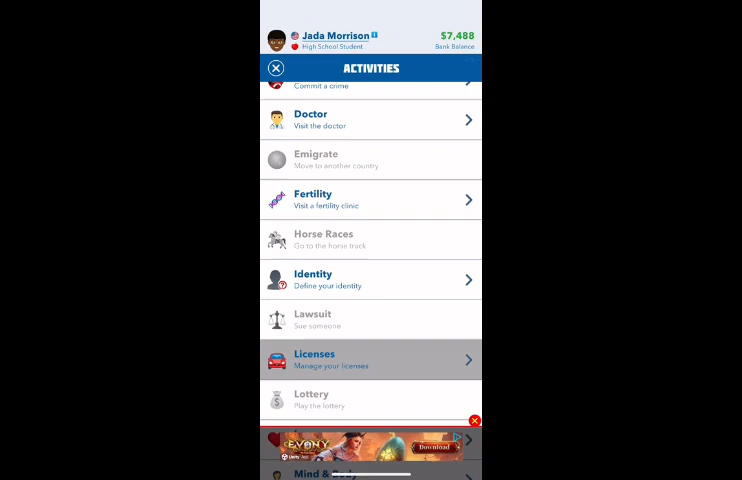 Jada Morrison
$7,488
High School Student
Bank Balance
ACTIVITIES
Commit a crime
Doctor
Visit the doctor
Emigrate
Move to another country
Fertility
Visit a fertility clinic
Horse Races
Go to the horse track
Identity
Define your identity
Lawsuit
Sue someone
Licenses
Manage your licenses
Lottery
Play the lottery
EVONY
Download
Mind & Body